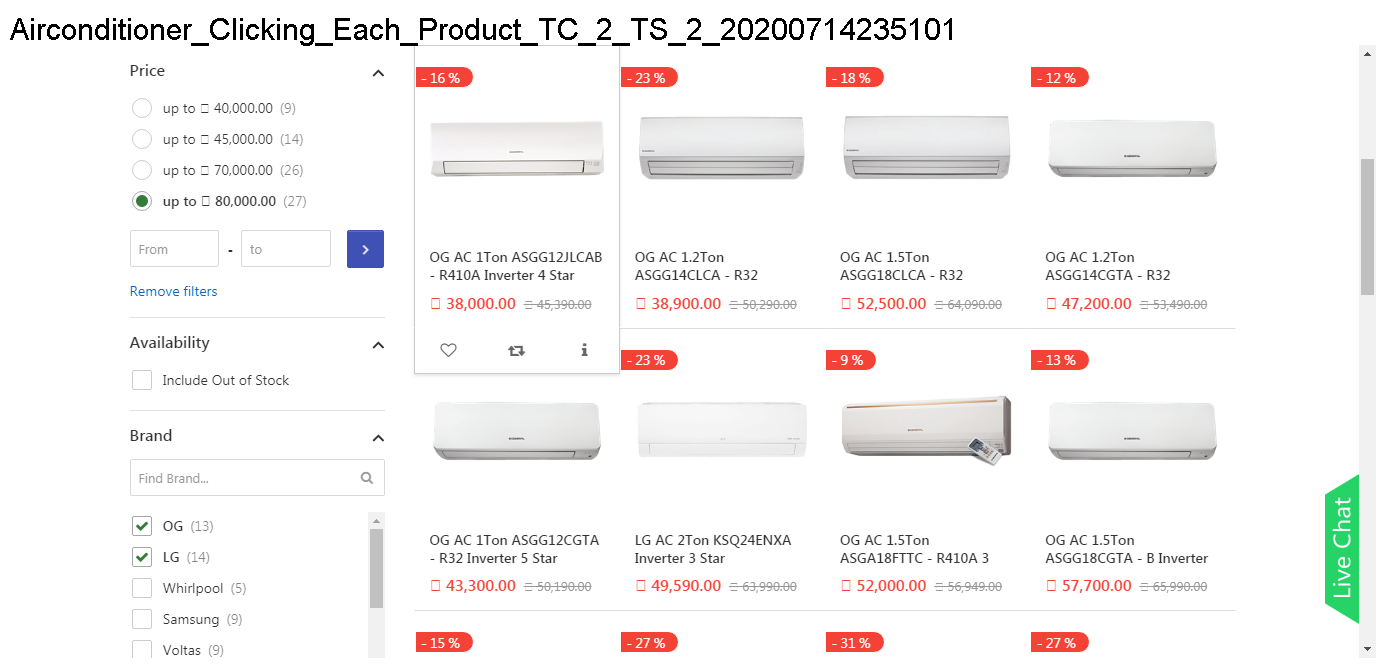 Airconditioner_Clicking_Each_Product_TC_2_TS_2_20200714235101
Price
up to 40,000.00 (9)
up to 45,000.00 (14)
up to 70,000.00 (26)
up to 80,000.00 (27)
From - to
Remove filters
Availability
Include Out of Stock
Brand
Find Brand...
OG (13)
LG (14)
Whirlpool (5)
Samsung (9)
Voltas (9)
- 16 %
OG AC 1Ton ASGG12JLCAB
- R410A Inverter 4 Star
38,000.00 45,390.00
- 23 %
OG AC 1.2Ton
ASGG14CLCA - R32
38,900.00 50,290.00
- 18 %
OG AC 1.5Ton
ASGG18CLCA - R32
52,500.00 64,090.00
- 12 %
OG AC 1.2Ton
ASGG14CGTA - R32
47,200.00 53,490.00
OG AC 1Ton ASGG12CGTA
- R32 Inverter 5 Star
43,300.00 50,190.00
- 23 %
LG AC 2Ton KSQ24ENXA
Inverter 3 Star
49,590.00 63,990.00
- 9 %
OG AC 1.5Ton
ASGA18FTTC - R410A 3
52,000.00 56,949.00
- 13 %
OG AC 1.5Ton
ASGG18CGTA - B Inverter
57,700.00 65,990.00
- 15 %
- 27 %
- 31 %
- 27 %
Live Chat